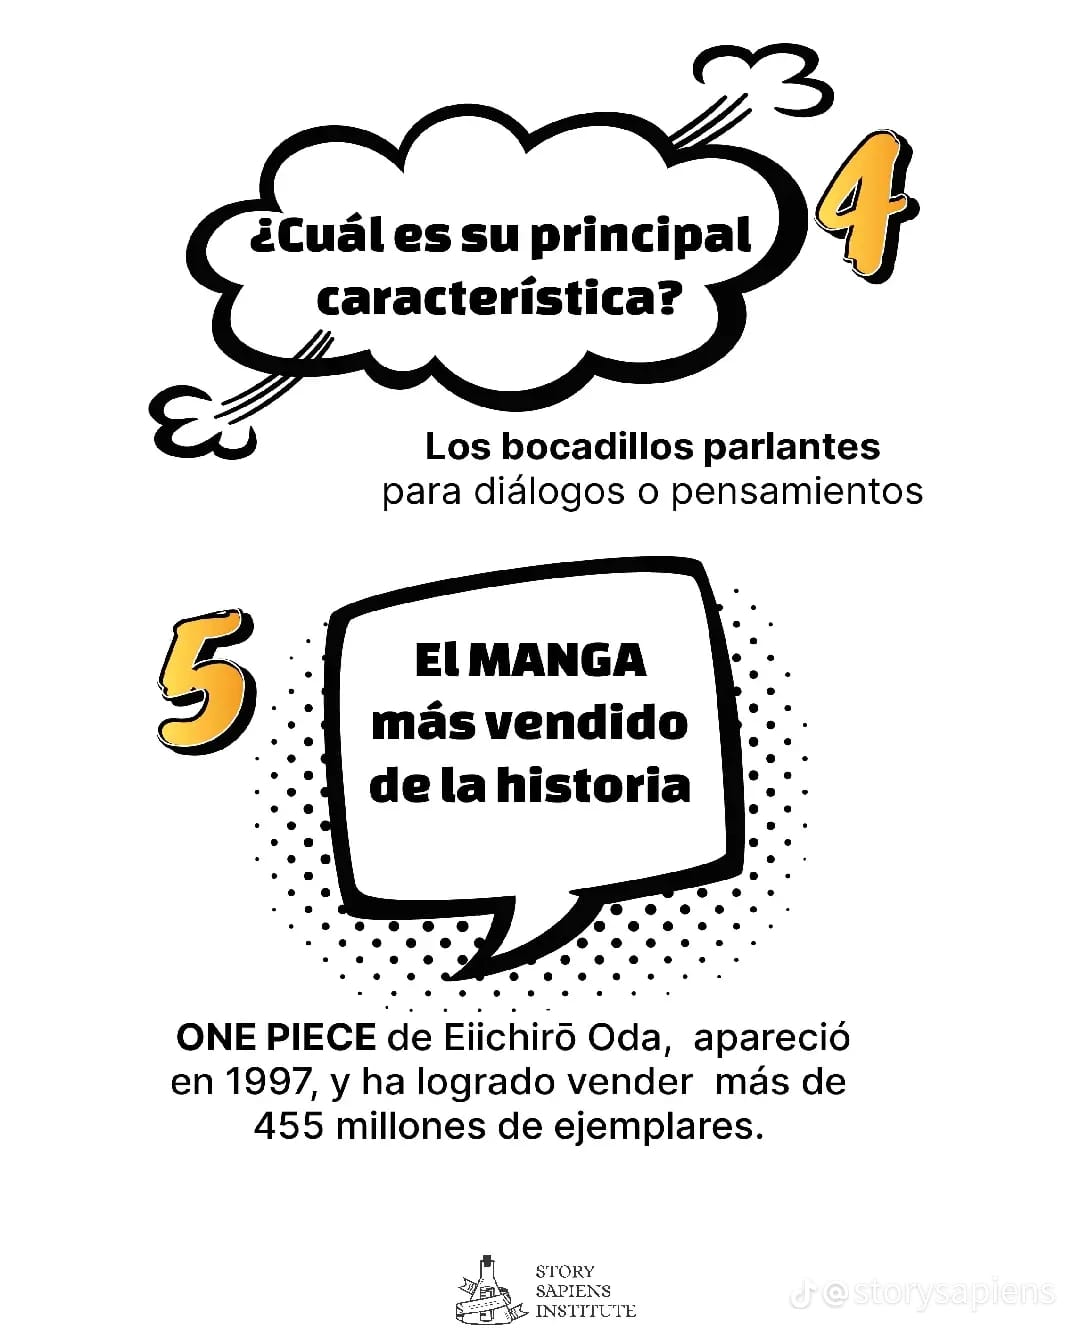 4
¿Cuál es su principal
característica?
Los bocadillos parlantes
para diálogos o pensamientos
5
El MANGA
más vendido
de la historia
ONE PIECE de Eiichirō Oda, apareció
en 1997, y ha logrado vender más de
455 millones de ejemplares.
STORY
SAPIENS
INSTITUTE
@storysapiens